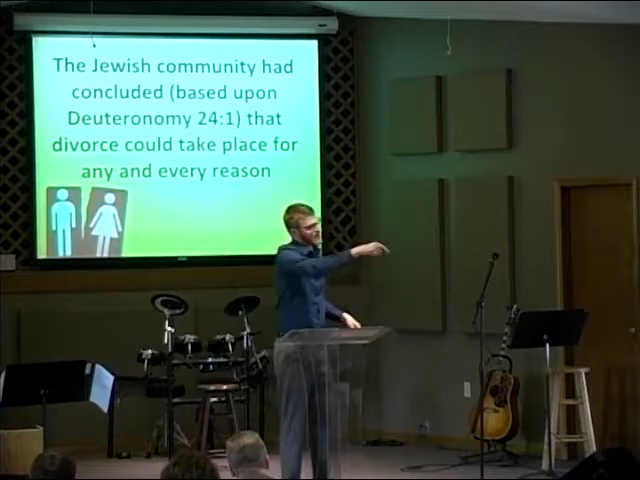 The Jewish community had
concluded (based upon
Deuteronomy 24:1) that
divorce could take place for
any and every reason